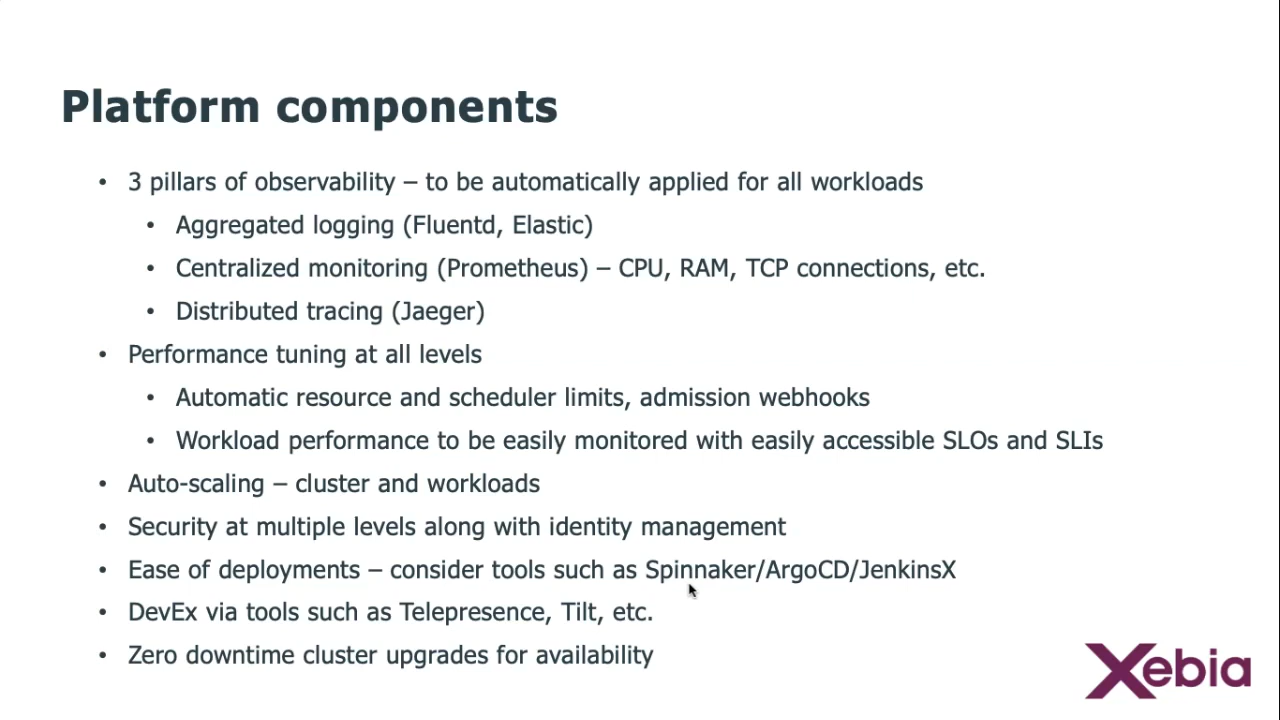 Platform components
• 3 pillars of observability – to be automatically applied for all workloads
• Aggregated logging (Fluentd, Elastic)
• Centralized monitoring (Prometheus) – CPU, RAM, TCP connections, etc.
• Distributed tracing (Jaeger)
• Performance tuning at all levels
• Automatic resource and scheduler limits, admission webhooks
• Workload performance to be easily monitored with easily accessible SLOs and SLIs
• Auto-scaling – cluster and workloads
• Security at multiple levels along with identity management
• Ease of deployments – consider tools such as Spinnaker/ArgoCD/JenkinsX
• DevEx via tools such as Telepresence, Tilt, etc.
• Zero downtime cluster upgrades for availability
Xebia